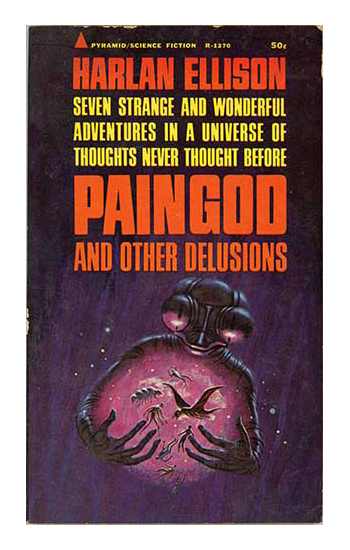 PYRAMID/SCIENCE FICTION R-1270 50¢
HARLAN ELLISON
SEVEN STRANGE AND WONDERFUL
ADVENTURES IN A UNIVERSE OF
THOUGHTS NEVER THOUGHT BEFORE
PAINGOD
AND OTHER DELUSIONS